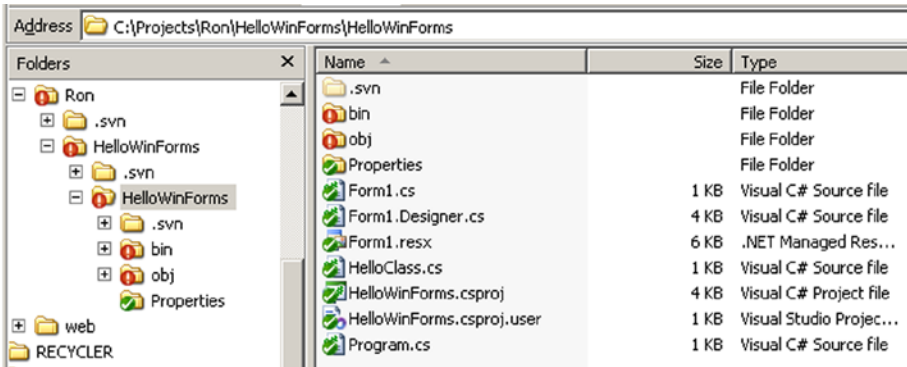 Address C:\Projects\Ron\HelloWinForms\HelloWinForms
Folders
Ron
.svn
HelloWinForms
.svn
HelloWinForms
.svn
bin
obj
Properties
web
RECYCLER
Name Size Type
.svn File Folder
bin File Folder
obj File Folder
Properties File Folder
Form1.cs 1 KB Visual C# Source file
Form1.Designer.cs 4 KB Visual C# Source file
Form1.resx 6 KB .NET Managed Res...
HelloClass.cs 1 KB Visual C# Source file
HelloWinForms.csproj 4 KB Visual C# Project file
HelloWinForms.csproj.user 1 KB Visual Studio Projec...
Program.cs 1 KB Visual C# Source file